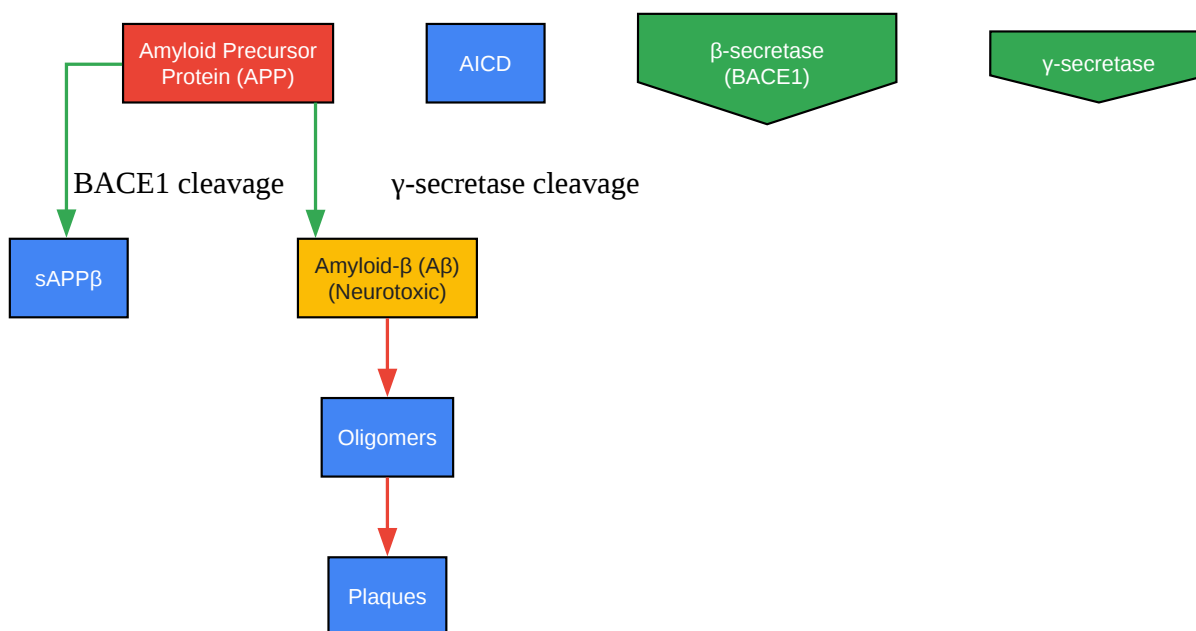 Amyloid Precursor
Protein (APP)
AICD
β-secretase
(BACE1)
γ-secretase
BACE1 cleavage
γ-secretase cleavage
sAPPβ
Amyloid-β (Aβ)
(Neurotoxic)
Oligomers
Plaques